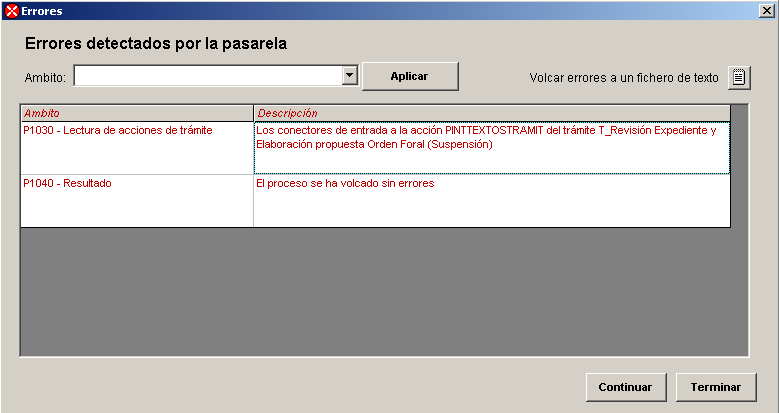 Errores
Errores detectados por la pasarela
Ambito:
Aplicar
Volcar errores a un fichero de texto
Ambito
Descripción
P1030 - Lectura de acciones de trámite
Los conectores de entrada a la acción PINTTEXTOSTRAMIT del trámite T_Revisión Expediente y
Elaboración propuesta Orden Foral (Suspensión)
P1040 - Resultado
El proceso se ha volcado sin errores
Continuar
Terminar